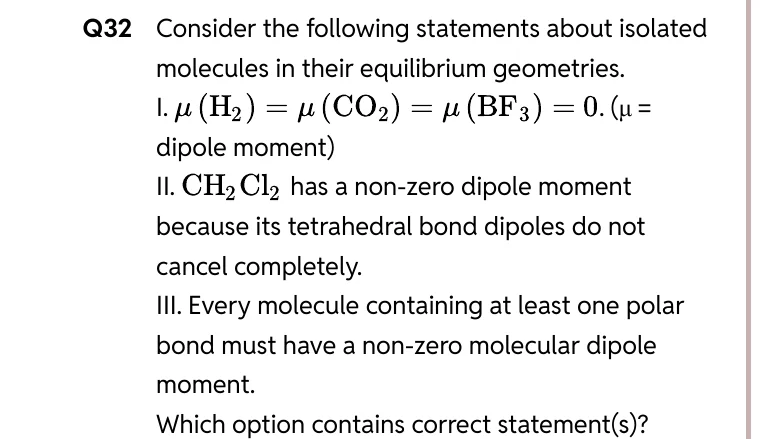 Q32 Consider the following statements about isolated
molecules in their equilibrium geometries.
I. μ (H₂) = μ (CO₂) = μ (BF₃) = 0. (μ =
dipole moment)
II. CH₂Cl₂ has a non-zero dipole moment
because its tetrahedral bond dipoles do not
cancel completely.
III. Every molecule containing at least one polar
bond must have a non-zero molecular dipole
moment.
Which option contains correct statement(s)?